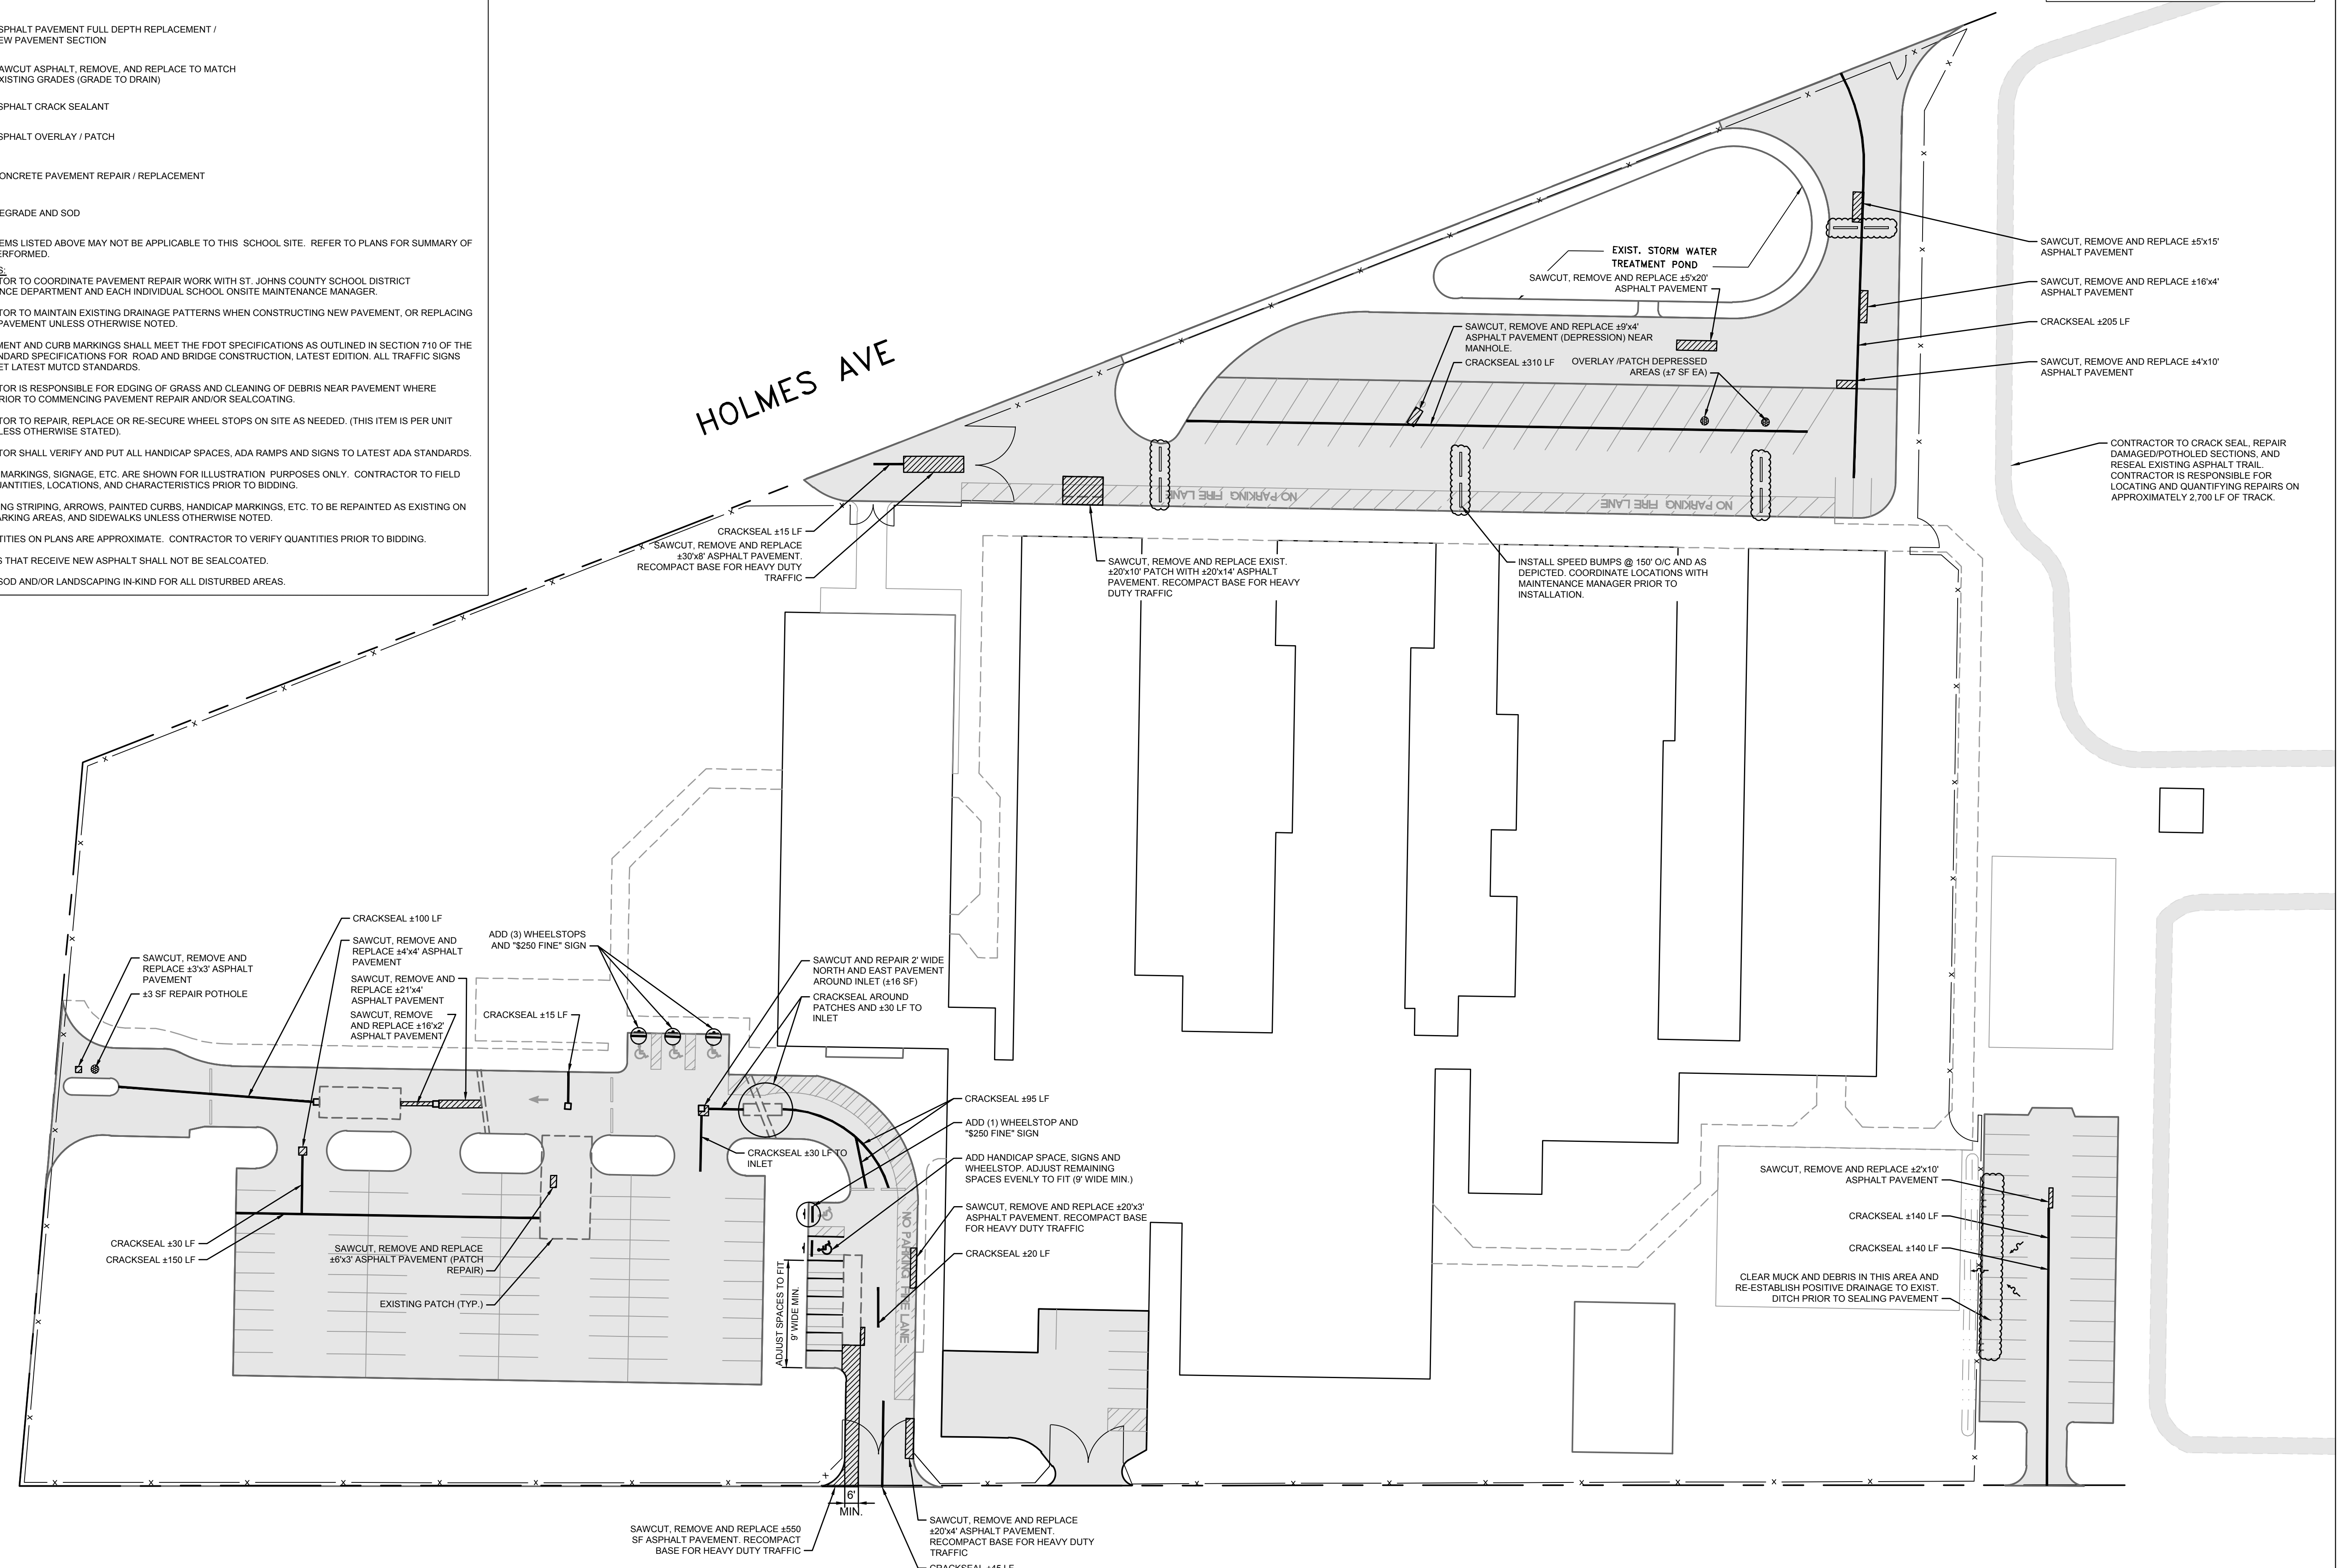 SPHALT PAVEMENT FULL DEPTH REPLACEMENT /
EW PAVEMENT SECTION
AWCUT ASPHALT, REMOVE, AND REPLACE TO MATCH
XISTING GRADES (GRADE TO DRAIN)
SPHALT CRACK SEALANT
SPHALT OVERLAY / PATCH
ONCRETE PAVEMENT REPAIR / REPLACEMENT
EGRADE AND SOD
EMS LISTED ABOVE MAY NOT BE APPLICABLE TO THIS SCHOOL SITE. REFER TO PLANS FOR SUMMARY OF
ERFORMED.
S:
TOR TO COORDINATE PAVEMENT REPAIR WORK WITH ST. JOHNS COUNTY SCHOOL DISTRICT
NCE DEPARTMENT AND EACH INDIVIDUAL SCHOOL ONSITE MAINTENANCE MANAGER.
TOR TO MAINTAIN EXISTING DRAINAGE PATTERNS WHEN CONSTRUCTING NEW PAVEMENT, OR REPLACING
PAVEMENT UNLESS OTHERWISE NOTED.
MENT AND CURB MARKINGS SHALL MEET THE FDOT SPECIFICATIONS AS OUTLINED IN SECTION 710 OF THE
NDARD SPECIFICATIONS FOR ROAD AND BRIDGE CONSTRUCTION, LATEST EDITION. ALL TRAFFIC SIGNS
ET LATEST MUTCD STANDARDS.
TOR IS RESPONSIBLE FOR EDGING OF GRASS AND CLEANING OF DEBRIS NEAR PAVEMENT WHERE
RIOR TO COMMENCING PAVEMENT REPAIR AND/OR SEALCOATING.
TOR TO REPAIR, REPLACE OR RE-SECURE WHEEL STOPS ON SITE AS NEEDED. (THIS ITEM IS PER UNIT
LESS OTHERWISE STATED).
TOR SHALL VERIFY AND PUT ALL HANDICAP SPACES, ADA RAMPS AND SIGNS TO LATEST ADA STANDARDS.
MARKINGS, SIGNAGE, ETC. ARE SHOWN FOR ILLUSTRATION PURPOSES ONLY. CONTRACTOR TO FIELD
UANTITIES, LOCATIONS, AND CHARACTERISTICS PRIOR TO BIDDING.
NG STRIPING, ARROWS, PAINTED CURBS, HANDICAP MARKINGS, ETC. TO BE REPAINTED AS EXISTING ON
ARKING AREAS, AND SIDEWALKS UNLESS OTHERWISE NOTED.
TITIES ON PLANS ARE APPROXIMATE. CONTRACTOR TO VERIFY QUANTITIES PRIOR TO BIDDING.
S THAT RECEIVE NEW ASPHALT SHALL NOT BE SEALCOATED.
SOD AND/OR LANDSCAPING IN-KIND FOR ALL DISTURBED AREAS.
HOLMES AVE
EXIST. STORM WATER
TREATMENT POND
SAWCUT, REMOVE AND REPLACE ±5'x20'
ASPHALT PAVEMENT
SAWCUT, REMOVE AND REPLACE ±9'x4'
ASPHALT PAVEMENT (DEPRESSION) NEAR
MANHOLE.
CRACKSEAL ±310 LF
OVERLAY /PATCH DEPRESSED
AREAS (±7 SF EA)
SAWCUT, REMOVE AND REPLACE ±5'x15'
ASPHALT PAVEMENT
SAWCUT, REMOVE AND REPLACE ±16'x4'
ASPHALT PAVEMENT
CRACKSEAL ±205 LF
SAWCUT, REMOVE AND REPLACE ±4'x10'
ASPHALT PAVEMENT
CONTRACTOR TO CRACK SEAL, REPAIR
DAMAGED/POTHOLED SECTIONS, AND
RESEAL EXISTING ASPHALT TRAIL.
CONTRACTOR IS RESPONSIBLE FOR
LOCATING AND QUANTIFYING REPAIRS ON
APPROXIMATELY 2,700 LF OF TRACK.
NO PARKING FIRE LANE
NO PARKING FIRE LANE
CRACKSEAL ±15 LF
SAWCUT, REMOVE AND REPLACE
±30'x8' ASPHALT PAVEMENT.
RECOMPACT BASE FOR HEAVY DUTY
TRAFFIC
SAWCUT, REMOVE AND REPLACE EXIST.
±20'x10' PATCH WITH ±20'x14' ASPHALT
PAVEMENT. RECOMPACT BASE FOR HEAVY
DUTY TRAFFIC
INSTALL SPEED BUMPS @ 150' O/C AND AS
DEPICTED. COORDINATE LOCATIONS WITH
MAINTENANCE MANAGER PRIOR TO
INSTALLATION.
CRACKSEAL ±100 LF
SAWCUT, REMOVE AND
REPLACE ±4'x4' ASPHALT
PAVEMENT
SAWCUT, REMOVE AND
REPLACE ±3'x3' ASPHALT
PAVEMENT
±3 SF REPAIR POTHOLE
SAWCUT, REMOVE AND
REPLACE ±21'x4'
ASPHALT PAVEMENT
SAWCUT, REMOVE
AND REPLACE ±16'x2'
ASPHALT PAVEMENT
ADD (3) WHEELSTOPS
AND "$250 FINE" SIGN
CRACKSEAL ±15 LF
SAWCUT AND REPAIR 2' WIDE
NORTH AND EAST PAVEMENT
AROUND INLET (±16 SF)
CRACKSEAL AROUND
PATCHES AND ±30 LF TO
INLET
CRACKSEAL ±95 LF
ADD (1) WHEELSTOP AND
"$250 FINE" SIGN
CRACKSEAL ±30 LF TO
INLET
ADD HANDICAP SPACE, SIGNS AND
WHEELSTOP. ADJUST REMAINING
SPACES EVENLY TO FIT (9' WIDE MIN.)
SAWCUT, REMOVE AND REPLACE ±20'x3'
ASPHALT PAVEMENT. RECOMPACT BASE
FOR HEAVY DUTY TRAFFIC
CRACKSEAL ±20 LF
NO PARKING FIRE LANE
ADJUST SPACES TO FIT
9' WIDE MIN.
CRACKSEAL ±30 LF
CRACKSEAL ±150 LF
SAWCUT, REMOVE AND REPLACE
±6'x3' ASPHALT PAVEMENT (PATCH
REPAIR)
EXISTING PATCH (TYP.)
SAWCUT, REMOVE AND REPLACE ±2'x10'
ASPHALT PAVEMENT
CRACKSEAL ±140 LF
CRACKSEAL ±140 LF
CLEAR MUCK AND DEBRIS IN THIS AREA AND
RE-ESTABLISH POSITIVE DRAINAGE TO EXIST.
DITCH PRIOR TO SEALING PAVEMENT
6'
MIN.
SAWCUT, REMOVE AND REPLACE ±550
SF ASPHALT PAVEMENT. RECOMPACT
BASE FOR HEAVY DUTY TRAFFIC
SAWCUT, REMOVE AND REPLACE
±20'x4' ASPHALT PAVEMENT.
RECOMPACT BASE FOR HEAVY DUTY
TRAFFIC
CRACKSEAL ±45 LF